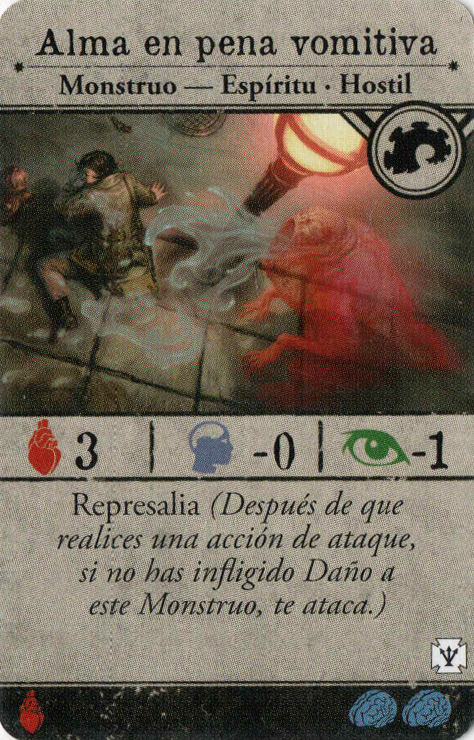 Alma en pena vomitiva
Monstruo — Espíritu · Hostil
3 -0 -1
Represalia (Después de que
realices una acción de ataque,
si no has infligido Daño a
este Monstruo, te ataca.)